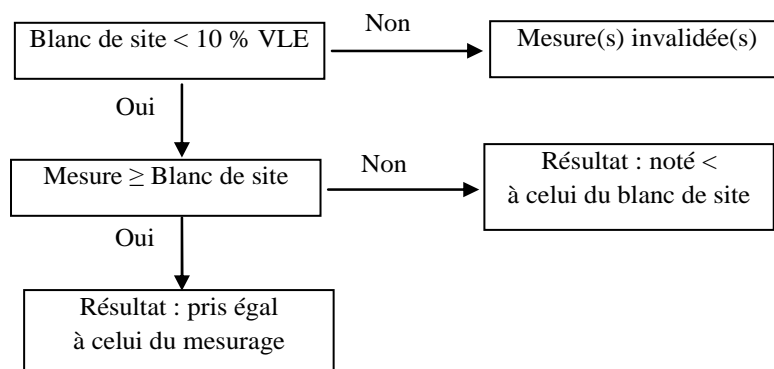 Blanc de site < 10 % VLE
Non
Mesure(s) invalidée(s)
Oui
Mesure ≥ Blanc de site
Non
Résultat : noté <
à celui du blanc de site
Oui
Résultat : pris égal
à celui du mesurage